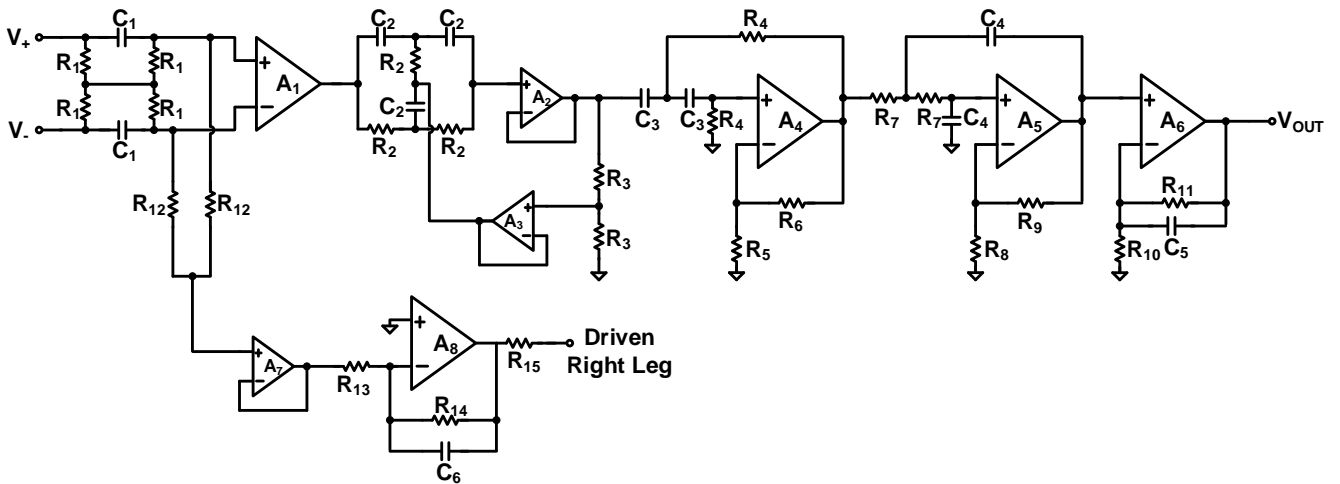 V+
C1
R1
R1
R1
R1
V-
C1
+
−
A1
C2
C2
R2
C2
R2
R2
+
−
A2
R3
R3
+
−
A3
R4
C3
C3
R4
+
−
A4
R6
R5
C4
R7
R7
C4
+
−
A5
R9
R8
+
−
A6
VOUT
R11
C5
R10
R12
R12
+
−
A7
R13
+
−
A8
R14
C6
R15
Driven
Right Leg